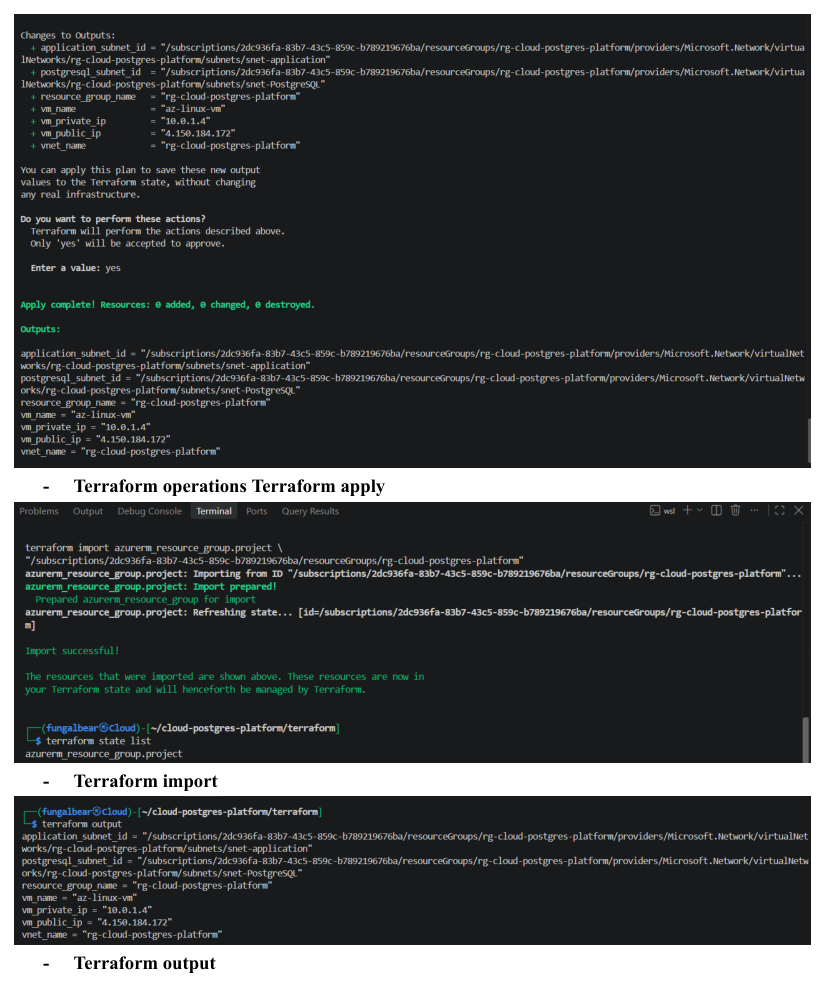 Changes to Outputs:
+ application_subnet_id = "/subscriptions/2dc936fa-83b7-43c5-859c-b789219676ba/resourceGroups/rg-cloud-postgres-platform/providers/Microsoft.Network/virtua
lNetworks/rg-cloud-postgres-platform/subnets/snet-application"
+ postgresql_subnet_id = "/subscriptions/2dc936fa-83b7-43c5-859c-b789219676ba/resourceGroups/rg-cloud-postgres-platform/providers/Microsoft.Network/virtua
lNetworks/rg-cloud-postgres-platform/subnets/snet-PostgreSQL"
+ resource_group_name = "rg-cloud-postgres-platform"
+ vm_name = "az-linux-vm"
+ vm_private_ip = "10.0.1.4"
+ vm_public_ip = "4.150.184.172"
+ vnet_name = "rg-cloud-postgres-platform"
You can apply this plan to save these new output
values to the Terraform state, without changing
any real infrastructure.
Do you want to perform these actions?
Terraform will perform the actions described above.
Only 'yes' will be accepted to approve.
Enter a value: yes
Apply complete! Resources: 0 added, 0 changed, 0 destroyed.
Outputs:
application_subnet_id = "/subscriptions/2dc936fa-83b7-43c5-859c-b789219676ba/resourceGroups/rg-cloud-postgres-platform/providers/Microsoft.Network/virtualNet
works/rg-cloud-postgres-platform/subnets/snet-application"
postgresql_subnet_id = "/subscriptions/2dc936fa-83b7-43c5-859c-b789219676ba/resourceGroups/rg-cloud-postgres-platform/providers/Microsoft.Network/virtualNetw
orks/rg-cloud-postgres-platform/subnets/snet-PostgreSQL"
resource_group_name = "rg-cloud-postgres-platform"
vm_name = "az-linux-vm"
vm_private_ip = "10.0.1.4"
vm_public_ip = "4.150.184.172"
vnet_name = "rg-cloud-postgres-platform"
- Terraform operations Terraform apply
Problems Output Debug Console Terminal Ports Query Results wsl
terraform import azurerm_resource_group.project \
"/subscriptions/2dc936fa-83b7-43c5-859c-b789219676ba/resourceGroups/rg-cloud-postgres-platform"
azurerm_resource_group.project: Importing from ID "/subscriptions/2dc936fa-83b7-43c5-859c-b789219676ba/resourceGroups/rg-cloud-postgres-platform"...
azurerm_resource_group.project: Import prepared!
Prepared azurerm_resource_group for import
azurerm_resource_group.project: Refreshing state... [id=/subscriptions/2dc936fa-83b7-43c5-859c-b789219676ba/resourceGroups/rg-cloud-postgres-platfor
m]
Import successful!
The resources that were imported are shown above. These resources are now in
your Terraform state and will henceforth be managed by Terraform.
┌──(fungalbear㉿Cloud)-[~/cloud-postgres-platform/terraform]
└─$ terraform state list
azurerm_resource_group.project
- Terraform import
┌──(fungalbear㉿Cloud)-[~/cloud-postgres-platform/terraform]
└─$ terraform output
application_subnet_id = "/subscriptions/2dc936fa-83b7-43c5-859c-b789219676ba/resourceGroups/rg-cloud-postgres-platform/providers/Microsoft.Network/virtualNet
works/rg-cloud-postgres-platform/subnets/snet-application"
postgresql_subnet_id = "/subscriptions/2dc936fa-83b7-43c5-859c-b789219676ba/resourceGroups/rg-cloud-postgres-platform/providers/Microsoft.Network/virtualNetw
orks/rg-cloud-postgres-platform/subnets/snet-PostgreSQL"
resource_group_name = "rg-cloud-postgres-platform"
vm_name = "az-linux-vm"
vm_private_ip = "10.0.1.4"
vm_public_ip = "4.150.184.172"
vnet_name = "rg-cloud-postgres-platform"
- Terraform output